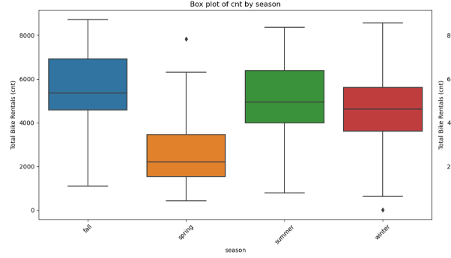 Box plot of cnt by season
Total Bike Rentals (cnt)
8000
6000
4000
2000
0
fall
spring
summer
winter
season
Total Bike Rentals (cnt)
8
6
4
2